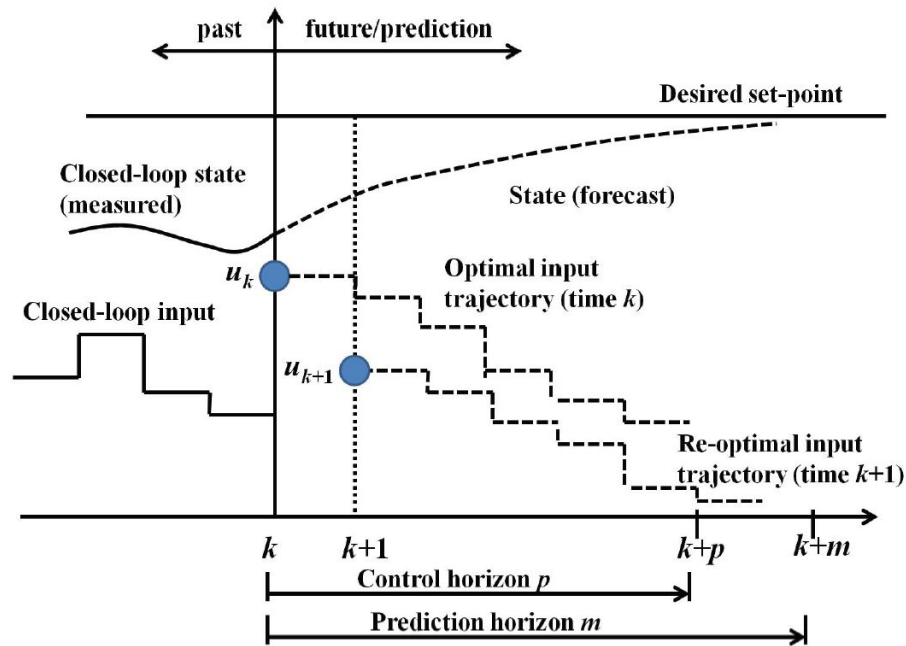 past
future/prediction
Desired set-point
Closed-loop state
(measured)
State (forecast)
u_k
Optimal input
trajectory (time k)
Closed-loop input
u_{k+1}
Re-optimal input
trajectory (time k+1)
k
k+1
k+p
k+m
Control horizon p
Prediction horizon m